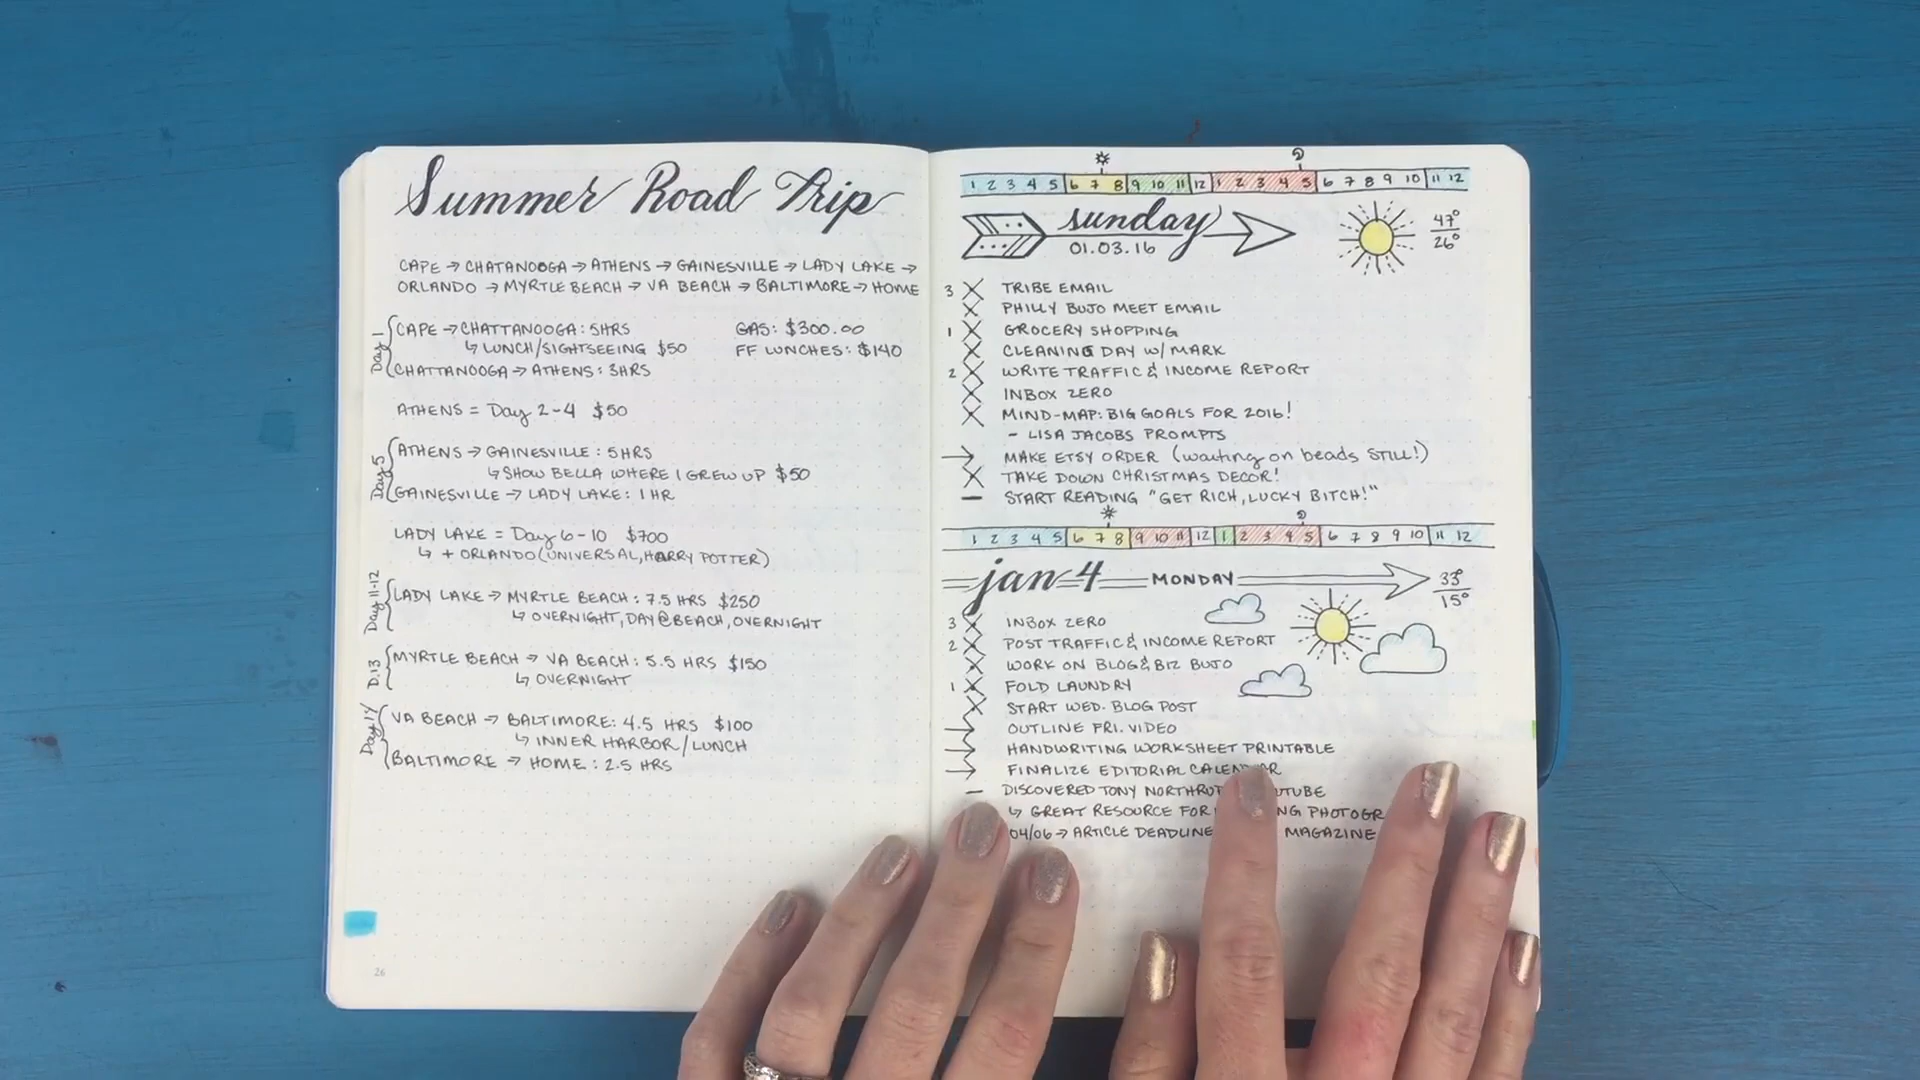 Summer Road Trip
CAPE → CHATANOOGA → ATHENS → GAINESVILLE → LADY LAKE →
ORLANDO → MYRTLE BEACH → VA BEACH → BALTIMORE → HOME
Day 1
CAPE → CHATTANOOGA: 5HRS
↳ LUNCH/SIGHTSEEING $50
CHATTANOOGA → ATHENS: 3HRS
GAS: $300.00
FF LUNCHES: $140
ATHENS = Day 2-4 $50
Day 5
ATHENS → GAINESVILLE: 5HRS
↳ SHOW BELLA WHERE I GREW UP $50
GAINESVILLE → LADY LAKE: 1 HR
LADY LAKE = Day 6-10 $700
↳ + ORLANDO (UNIVERSAL, HARRY POTTER)
Day 11-12
LADY LAKE → MYRTLE BEACH: 7.5 HRS $250
↳ OVERNIGHT, DAY@BEACH, OVERNIGHT
D.13
MYRTLE BEACH → VA BEACH: 5.5 HRS $150
↳ OVERNIGHT
Day 14
VA BEACH → BALTIMORE: 4.5 HRS $100
↳ INNER HARBOR/LUNCH
BALTIMORE → HOME: 2.5 HRS
26
1 2 3 4 5 6 7 8 9 10 11 12 1 2 3 4 5 6 7 8 9 10 11 12
sunday
01.03.16
47°
26°
3 X TRIBE EMAIL
X PHILLY BUJO MEET EMAIL
1 X GROCERY SHOPPING
X CLEANING DAY W/ MARK
2 X WRITE TRAFFIC & INCOME REPORT
X INBOX ZERO
X MIND-MAP: BIG GOALS FOR 2016!
- LISA JACOBS PROMPTS
→ MAKE ETSY ORDER (waiting on beads STILL!)
X TAKE DOWN CHRISTMAS DECOR!
— START READING "GET RICH, LUCKY BITCH!"
1 2 3 4 5 6 7 8 9 10 11 12 1 2 3 4 5 6 7 8 9 10 11 12
jan 4 MONDAY
33°
15°
3 X INBOX ZERO
2 X POST TRAFFIC & INCOME REPORT
X WORK ON BLOG & BIZ BUJO
1 X FOLD LAUNDRY
X START WED. BLOG POST
→ OUTLINE FRI. VIDEO
→ HANDWRITING WORKSHEET PRINTABLE
→ FINALIZE EDITORIAL CALENDAR
— DISCOVERED TONY
↳ GREAT RESOURCE FOR
04/06 → ARTICLE DEADLINE MAGAZINE